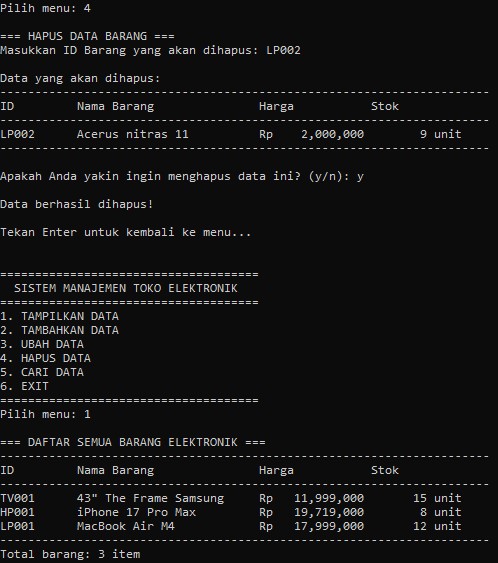 Pilih menu: 4
=== HAPUS DATA BARANG ===
Masukkan ID Barang yang akan dihapus: LP002
Data yang akan dihapus:
----------------------------------------------------------------------
ID         Nama Barang               Harga           Stok
----------------------------------------------------------------------
LP002      Acerus nitras 11          Rp    2,000,000        9 unit
----------------------------------------------------------------------
Apakah Anda yakin ingin menghapus data ini? (y/n): y
Data berhasil dihapus!
Tekan Enter untuk kembali ke menu...
=====================================
  SISTEM MANAJEMEN TOKO ELEKTRONIK
=====================================
1. TAMPILKAN DATA
2. TAMBAHKAN DATA
3. UBAH DATA
4. HAPUS DATA
5. CARI DATA
6. EXIT
=====================================
Pilih menu: 1
=== DAFTAR SEMUA BARANG ELEKTRONIK ===
----------------------------------------------------------------------
ID         Nama Barang               Harga           Stok
----------------------------------------------------------------------
TV001      43" The Frame Samsung     Rp   11,999,000       15 unit
HP001      iPhone 17 Pro Max         Rp   19,719,000        8 unit
LP001      MacBook Air M4            Rp   17,999,000       12 unit
----------------------------------------------------------------------
Total barang: 3 item